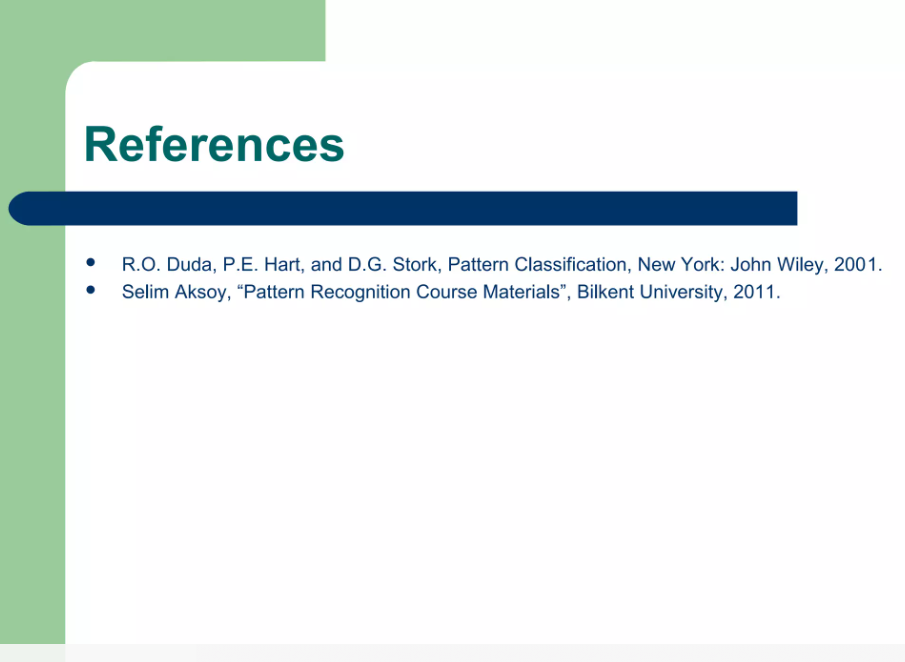 References
• R.O. Duda, P.E. Hart, and D.G. Stork, Pattern Classification, New York: John Wiley, 2001.
• Selim Aksoy, “Pattern Recognition Course Materials”, Bilkent University, 2011.